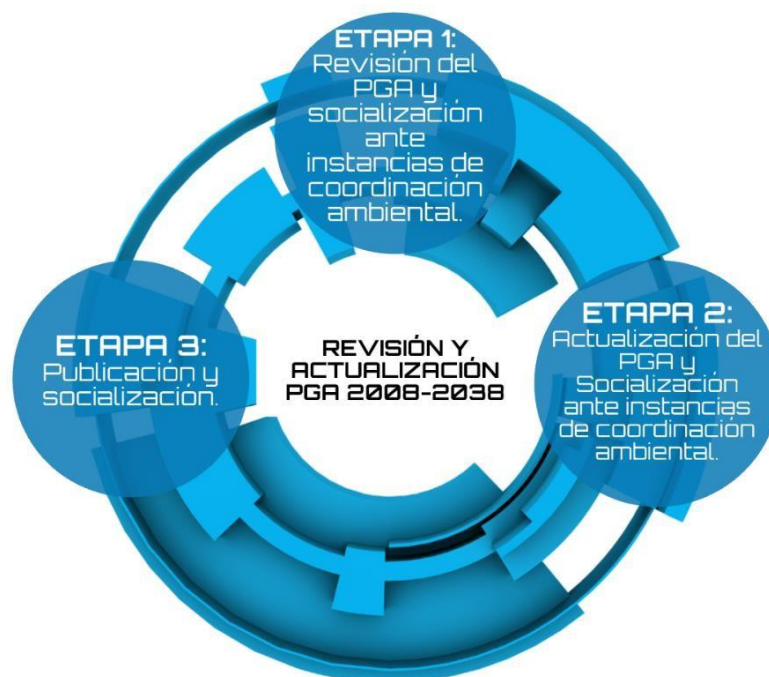 ETAPA 1:
Revisión del
PGA y
socialización
ante
instancias de
coordinación
ambiental.
REVISIÓN Y
ACTUALIZACIÓN
PGA 2008-2038
ETAPA 2:
Actualización del
PGA y
Socialización
ante instancias
de coordinación
ambiental.
ETAPA 3:
Publicación y
socialización.